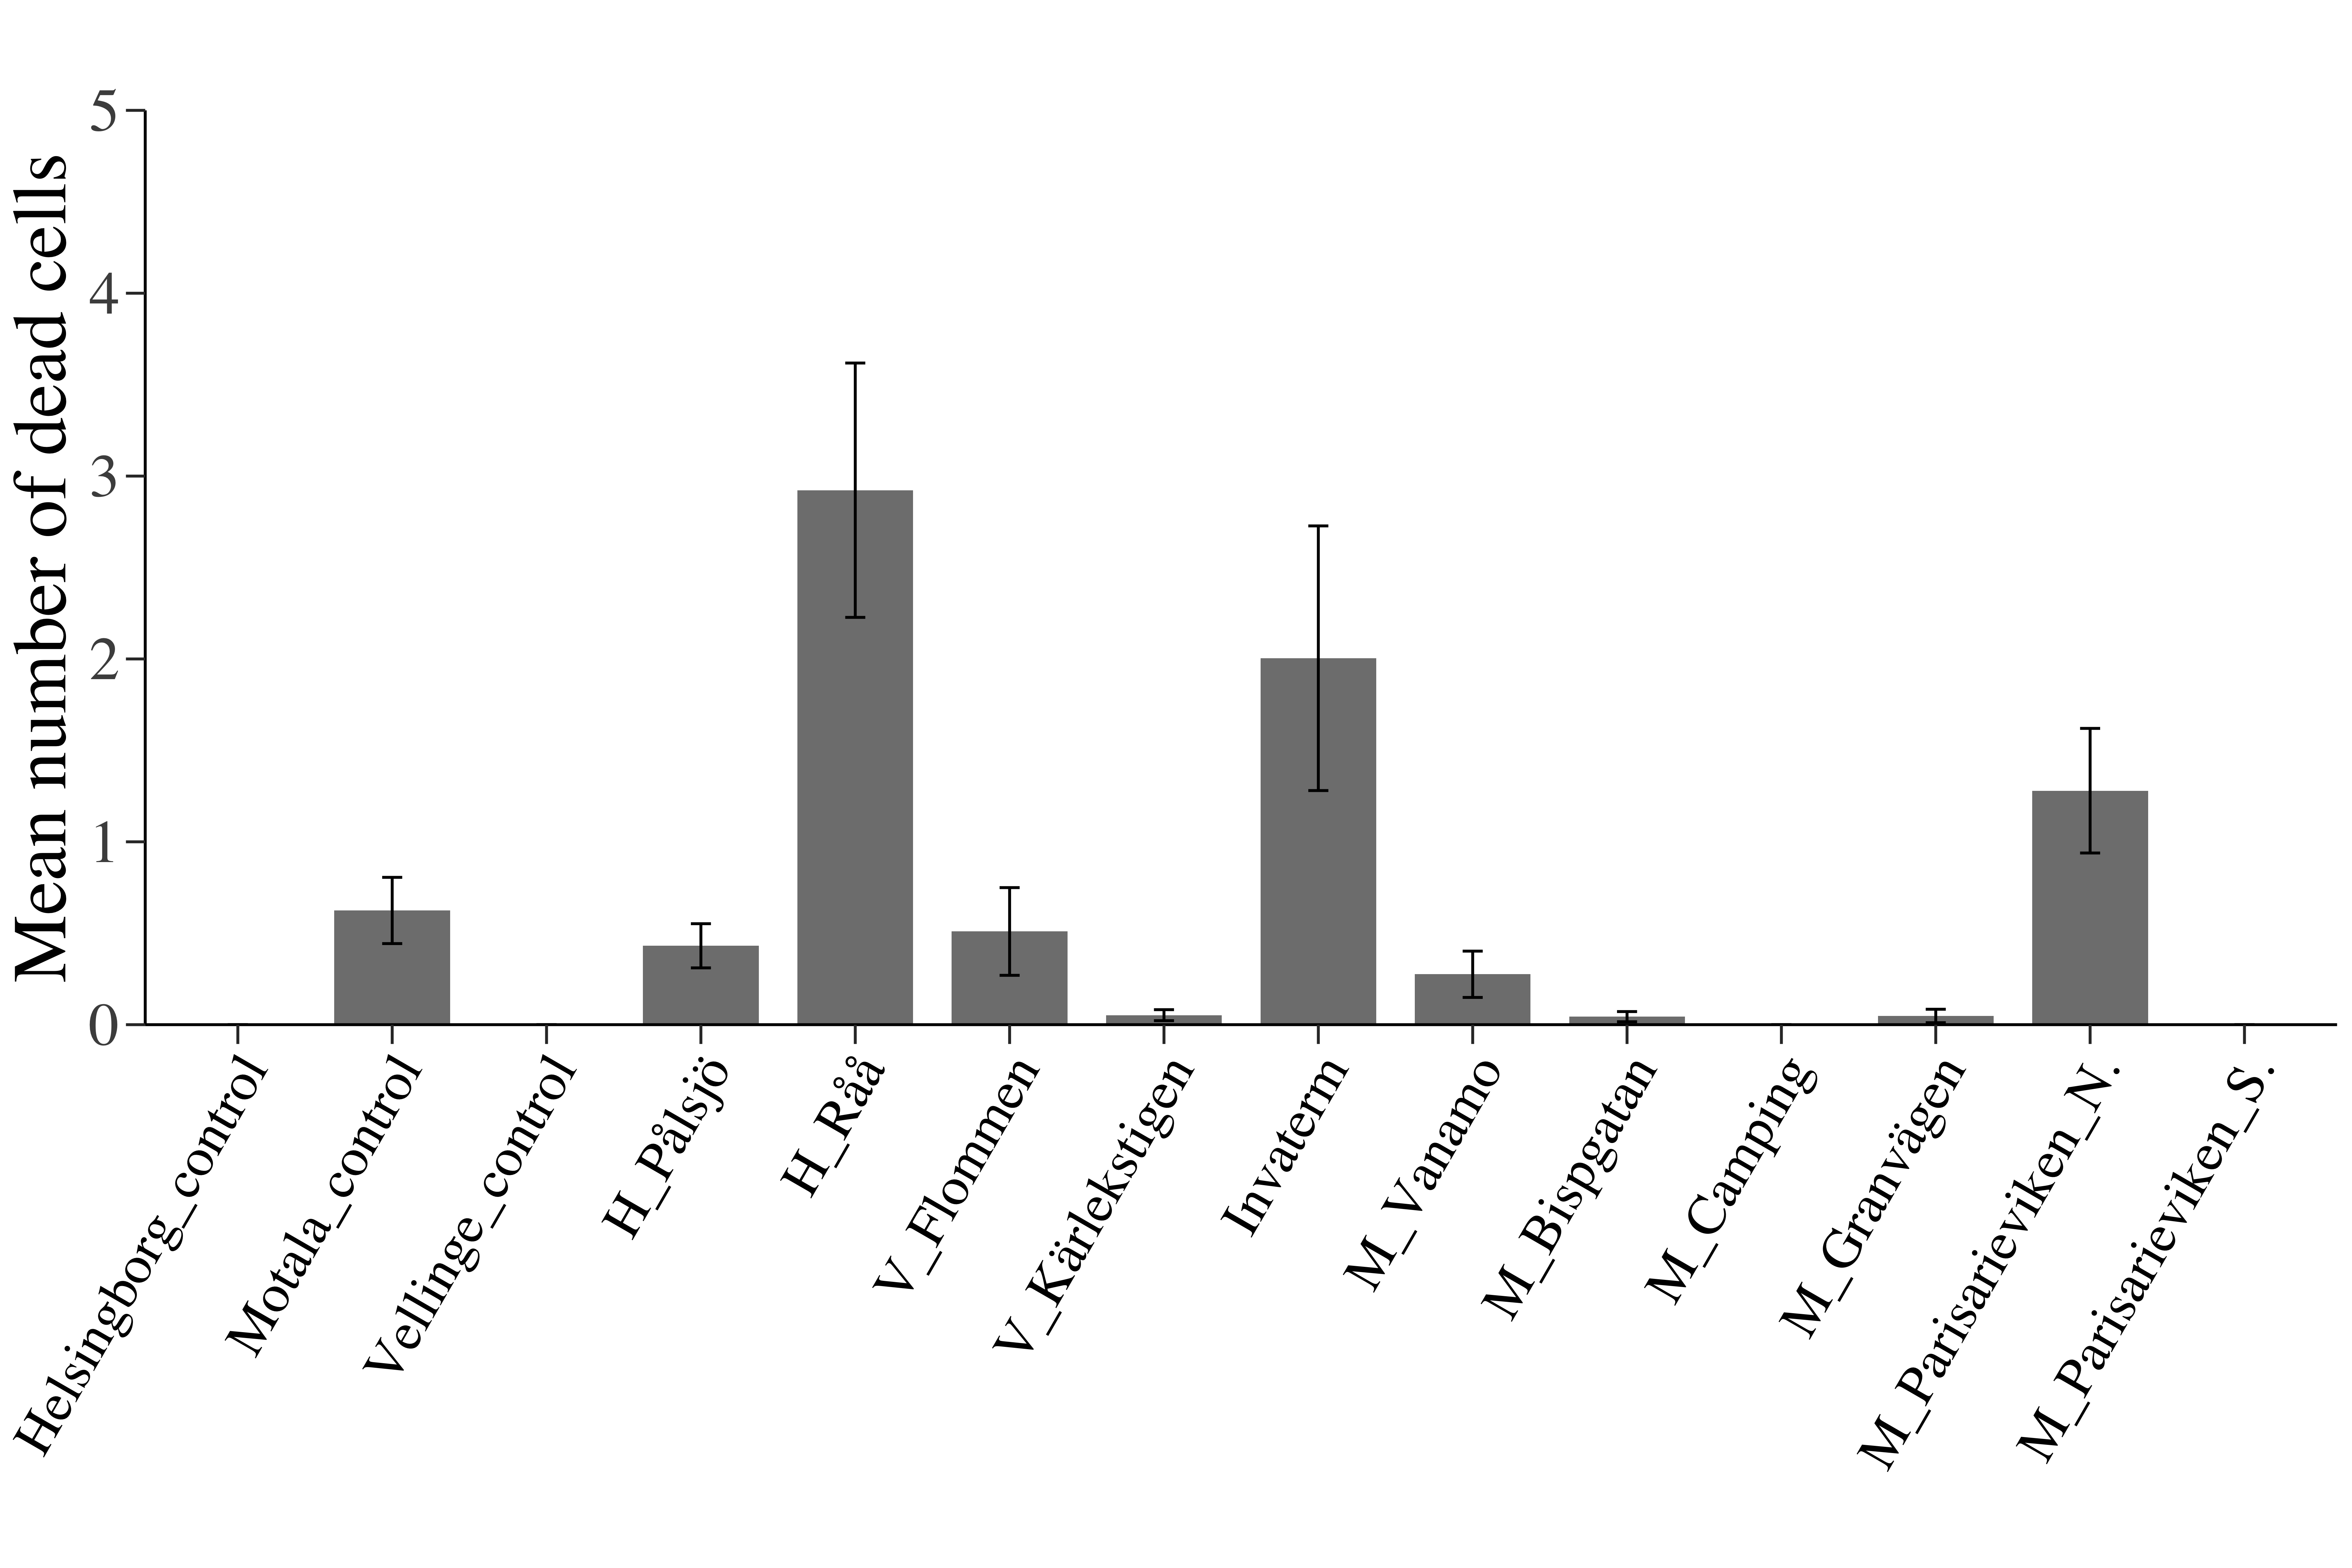 Mean number of dead cells
5
4
3
2
1
0
Helsingborg_control
Motala_control
Vellinge_control
H_Pålsjö
H_Råå
V_Flommen
V_Kärlekstigen
Invaterm
M_Vanamo
M_Bispgatan
M_Camping
M_Granvägen
M_Parisarieviken_N.
M_Parisarieviken_S.